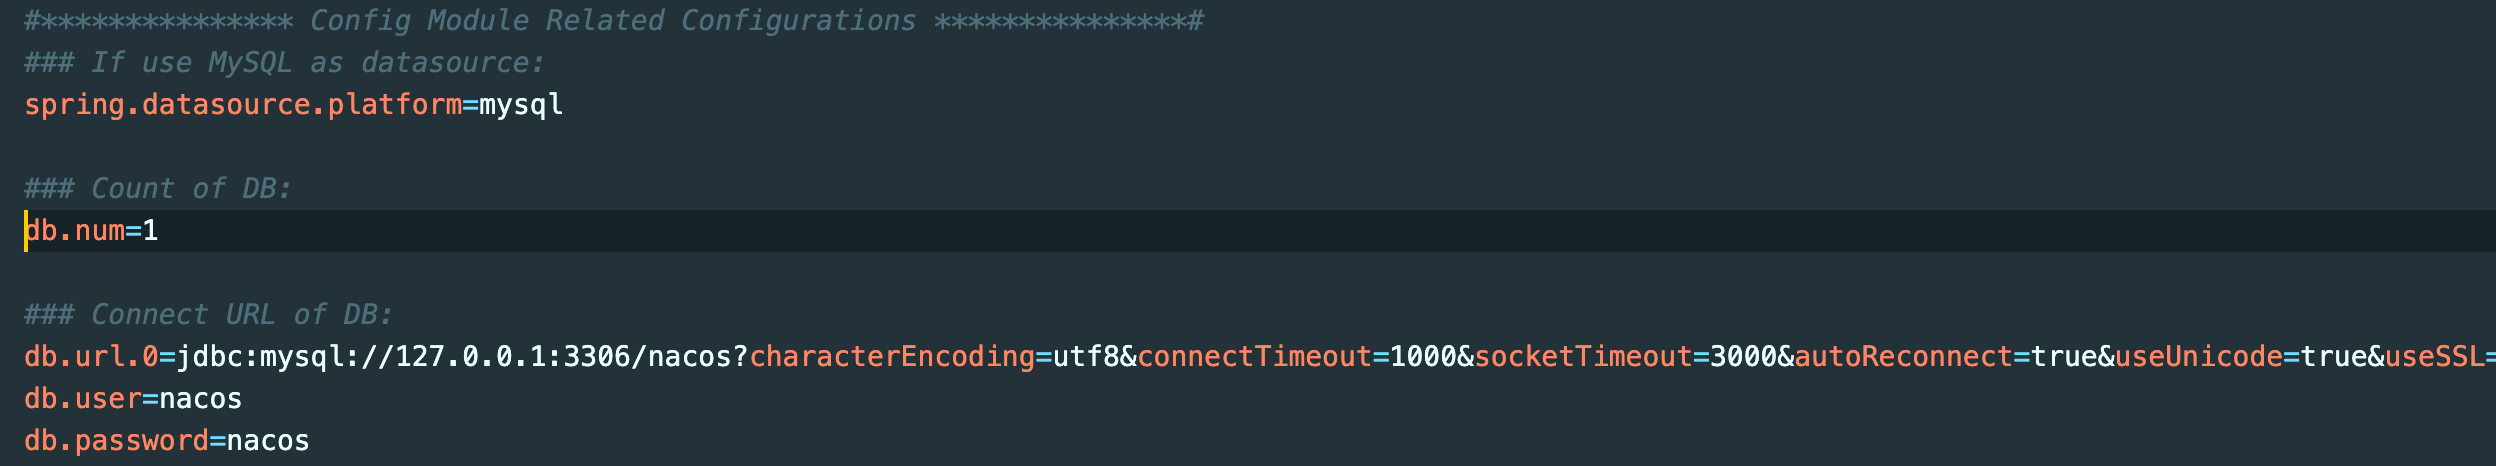 #*************** Config Module Related Configurations ***************#
### If use MySQL as datasource:
spring.datasource.platform=mysql
### Count of DB:
db.num=1
### Connect URL of DB:
db.url.0=jdbc:mysql://127.0.0.1:3306/nacos?characterEncoding=utf8&connectTimeout=1000&socketTimeout=3000&autoReconnect=true&useUnicode=true&useSSL=
db.user=nacos
db.password=nacos